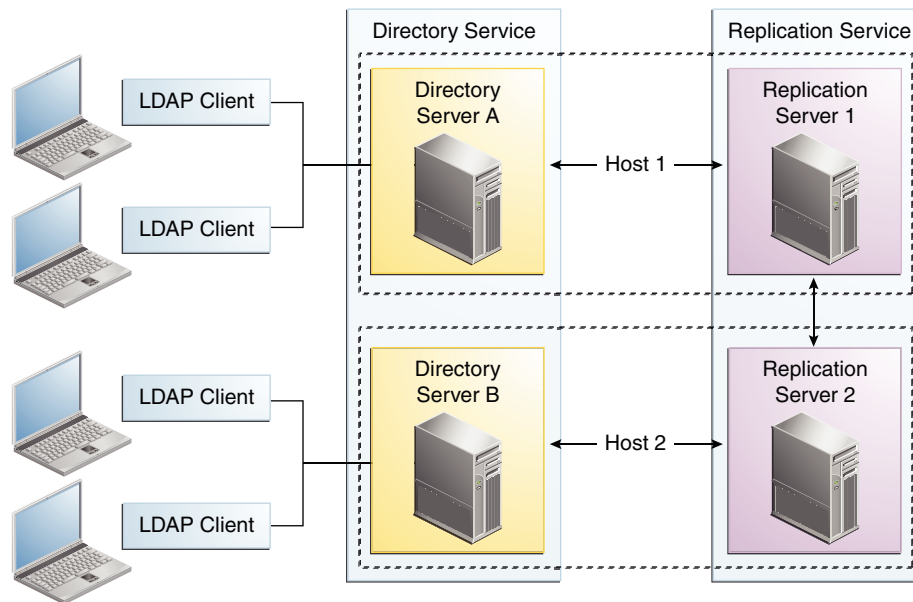 Directory Service
Replication Service
LDAP Client
Directory
Server A
Host 1
Replication
Server 1
LDAP Client
LDAP Client
Directory
Server B
Host 2
Replication
Server 2
LDAP Client